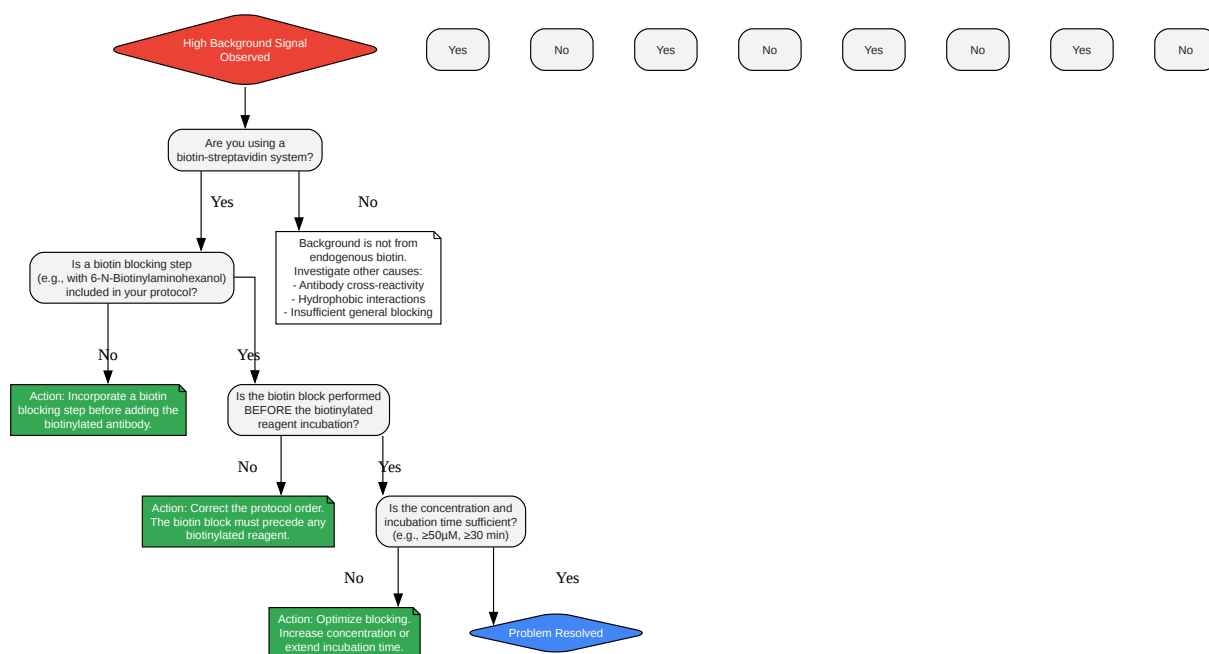 High Background Signal
Observed
Yes
No
Yes
No
Yes
No
Yes
No
Are you using a
biotin-streptavidin system?
Yes
No
Background is not from
endogenous biotin.
Investigate other causes:
- Antibody cross-reactivity
- Hydrophobic interactions
- Insufficient general blocking
Is a biotin blocking step
(e.g., with 6-N-Biotinylaminohexanol)
included in your protocol?
No
Yes
Action: Incorporate a biotin
blocking step before adding the
biotinylated antibody.
Is the biotin block performed
BEFORE the biotinylated
reagent incubation?
No
Yes
Action: Correct the protocol order.
The biotin block must precede any
biotinylated reagent.
Is the concentration and
incubation time sufficient?
(e.g., ≥50µM, ≥30 min)
No
Yes
Action: Optimize blocking.
Increase concentration or
extend incubation time.
Problem Resolved